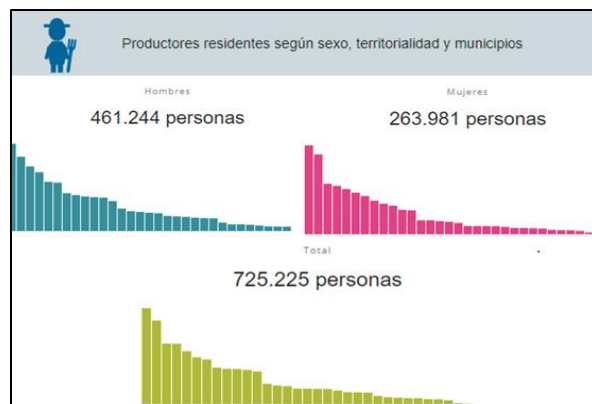 Productores residentes según sexo, territorialidad y municipios
Hombres
461.244 personas
Mujeres
263.981 personas
Total
725.225 personas